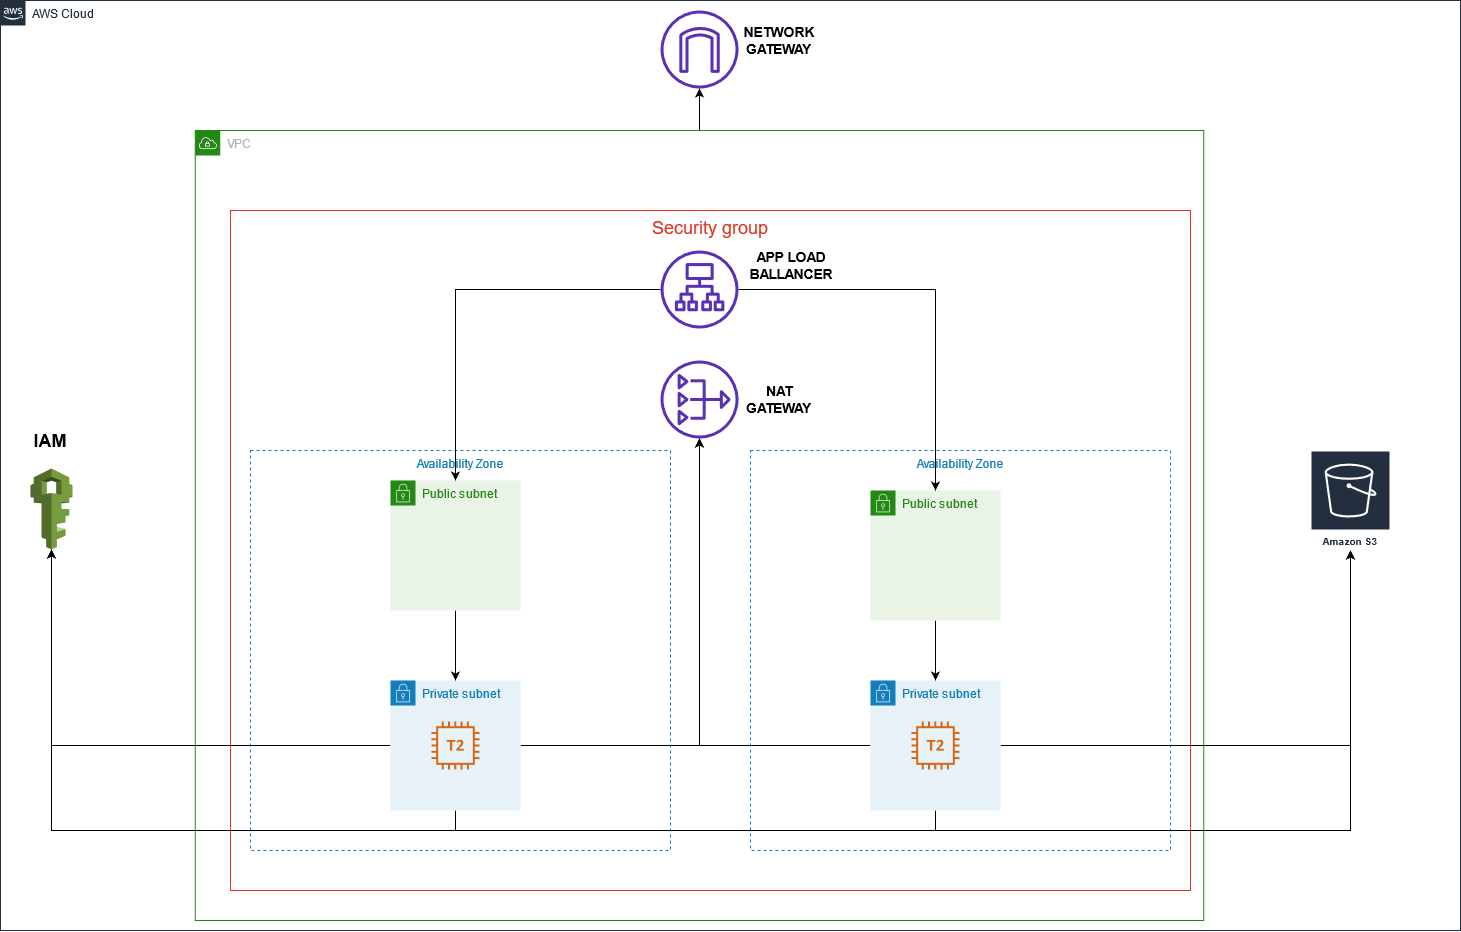 aws
AWS Cloud
NETWORK
GATEWAY
VPC
Security group
APP LOAD
BALLANCER
NAT
GATEWAY
IAM
Availability Zone
Availability Zone
Public subnet
Public subnet
Amazon S3
Private subnet
Private subnet
T2
T2